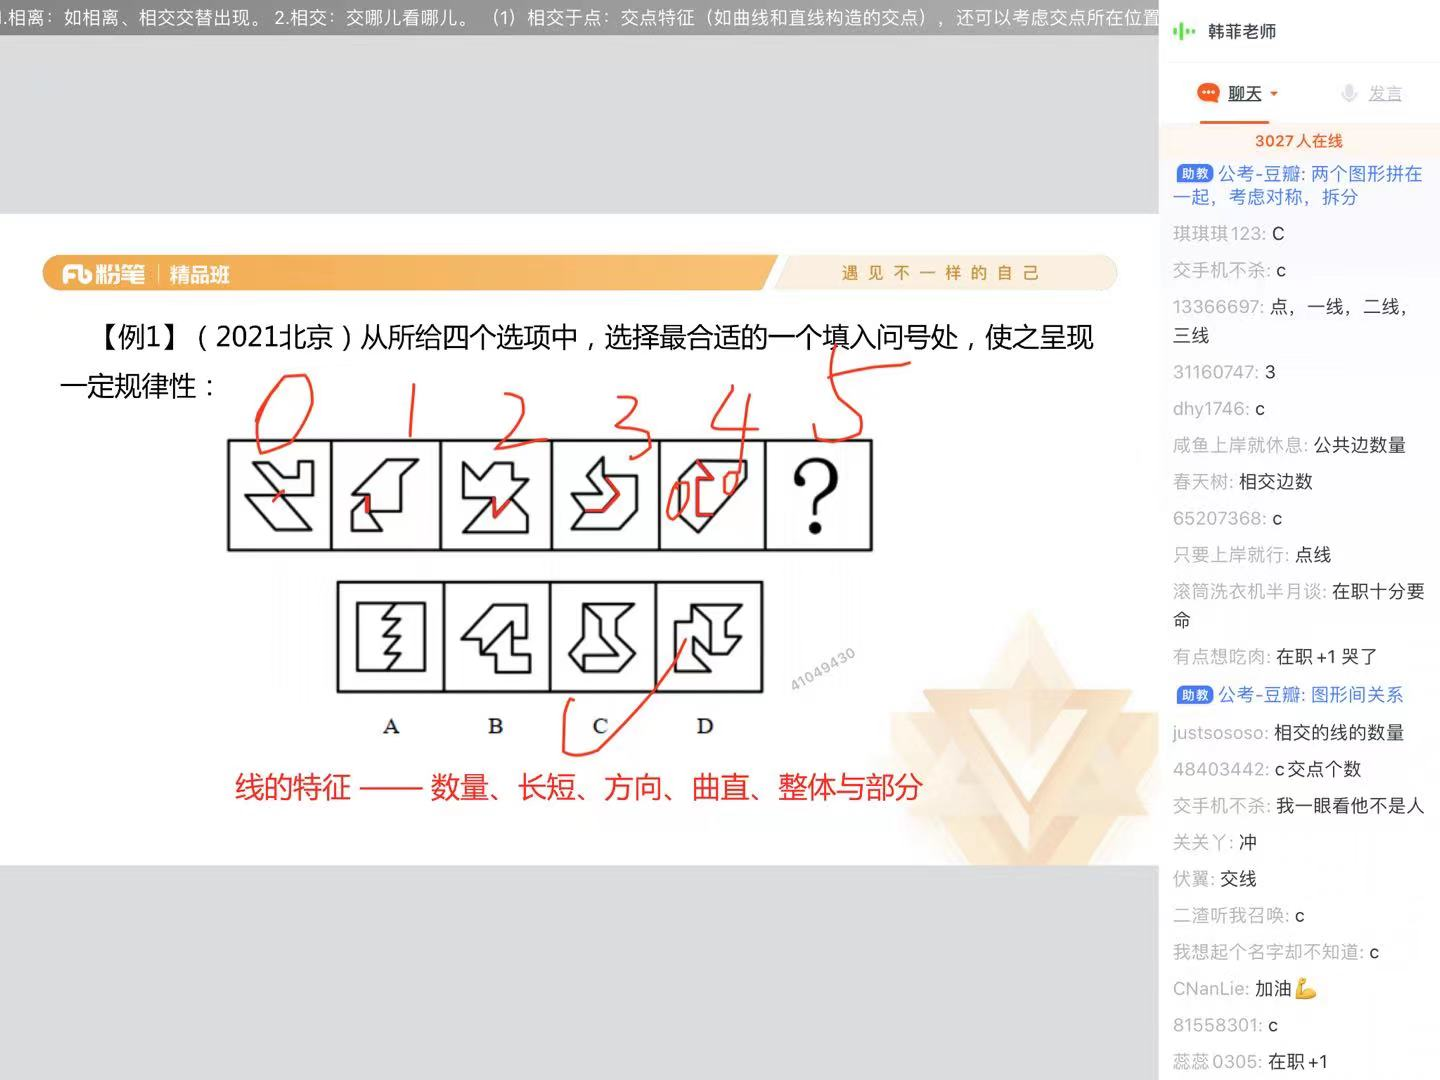 1.相离：如相离、相交交替出现。 2.相交：交哪儿看哪儿。 （1）相交于点：交点特征（如曲线和直线构造的交点），还可以考虑交点所在位置
粉笔 | 精品班
遇见不一样的自己
【例1】（2021北京）从所给四个选项中，选择最合适的一个填入问号处，使之呈现
一定规律性：
0 1 2 3 4 5
?
A B C D
41049430
线的特征 —— 数量、长短、方向、曲直、整体与部分
韩菲老师
聊天 发言
3027人在线
助教 公考-豆瓣: 两个图形拼在
一起，考虑对称，拆分
琪琪琪123: C
交手机不杀: c
13366697: 点，一线，二线，
三线
31160747: 3
dhy1746: c
咸鱼上岸就休息: 公共边数量
春天树: 相交边数
65207368: c
只要上岸就行: 点线
滚筒洗衣机半月谈: 在职十分要
命
有点想吃肉: 在职+1 哭了
助教 公考-豆瓣: 图形间关系
justsososo: 相交的线的数量
48403442: c交点个数
交手机不杀: 我一眼看他不是人
关关丫: 冲
伏翼: 交线
二渣听我召唤: c
我想起个名字却不知道: c
CNanLie: 加油💪
81558301: c
蕊蕊0305: 在职+1